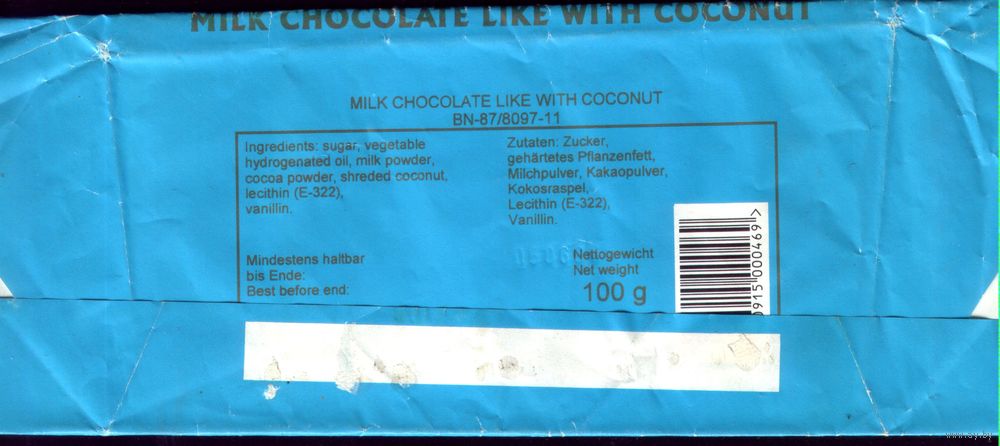 MILK CHOCOLATE LIKE WITH COCONUT
MILK CHOCOLATE LIKE WITH COCONUT
BN-87/8097-11
Ingredients: sugar, vegetable
hydrogenated oil, milk powder,
cocoa powder, shreded coconut,
lecithin (E-322),
vanillin.
Zutaten: Zucker,
gehärtetes Pflanzenfett,
Milchpulver, Kakaopulver,
Kokosraspel,
Lecithin (E-322),
Vanillin.
Mindestens haltbar
bis Ende:
Best before end:
Nettogewicht
Net weight
100 g
0915 000469>